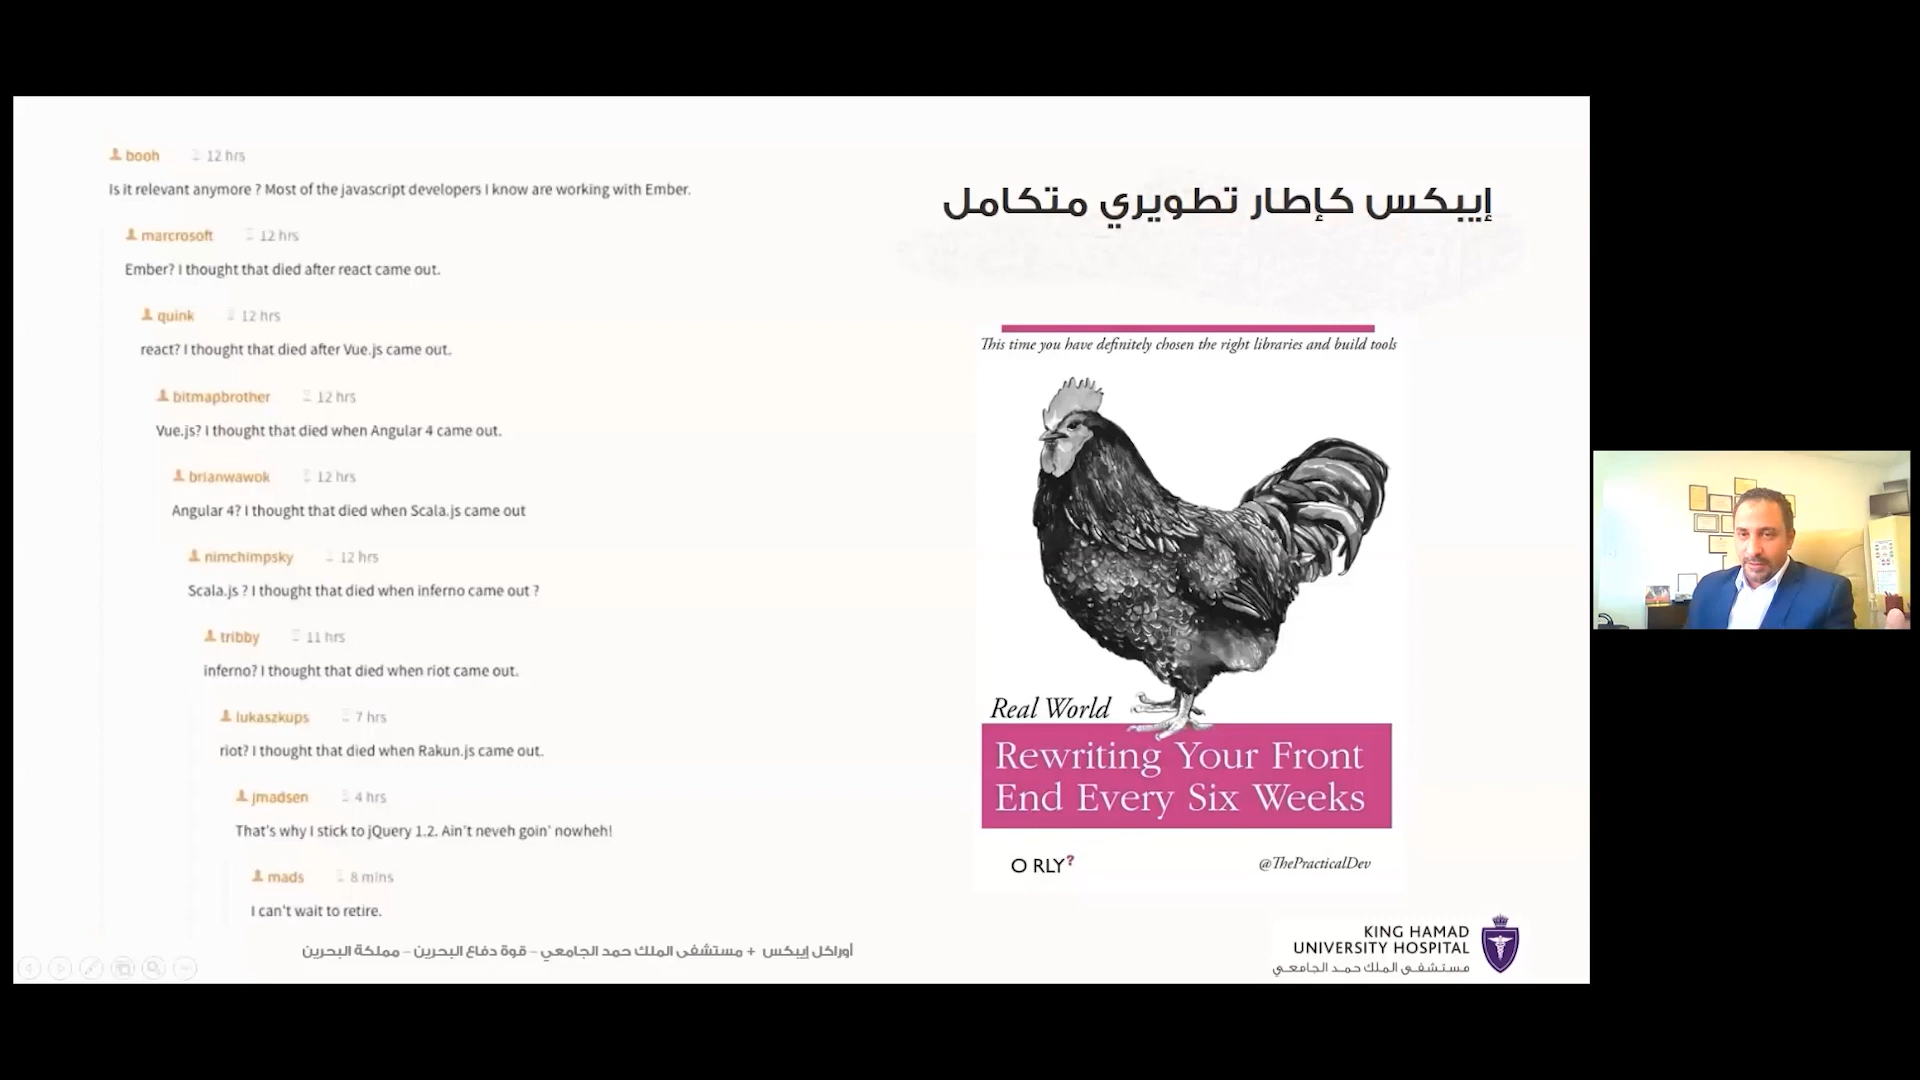 booh 12 hrs
Is it relevant anymore ? Most of the javascript developers I know are working with Ember.
marcrosoft 12 hrs
Ember? I thought that died after react came out.
quink 12 hrs
react? I thought that died after Vue.js came out.
bitmapbrother 12 hrs
Vue.js? I thought that died when Angular 4 came out.
brianwawok 12 hrs
Angular 4? I thought that died when Scala.js came out
nimchimpsky 12 hrs
Scala.js ? I thought that died when inferno came out ?
tribby 11 hrs
inferno? I thought that died when riot came out.
lukaszkups 7 hrs
riot? I thought that died when Rakun.js came out.
jmadsen 4 hrs
That's why I stick to jQuery 1.2. Ain't neveh goin' nowheh!
mads 8 mins
I can't wait to retire.
إيبكس كإطار تطويري متكامل
This time you have definitely chosen the right libraries and build tools
Real World
Rewriting Your Front
End Every Six Weeks
O RLY?
@ThePracticalDev
أوراكل إيبكس + مستشفى الملك حمد الجامعي – قوة دفاع البحرين – مملكة البحرين
KING HAMAD
UNIVERSITY HOSPITAL
مستشفى الملك حمد الجامعي